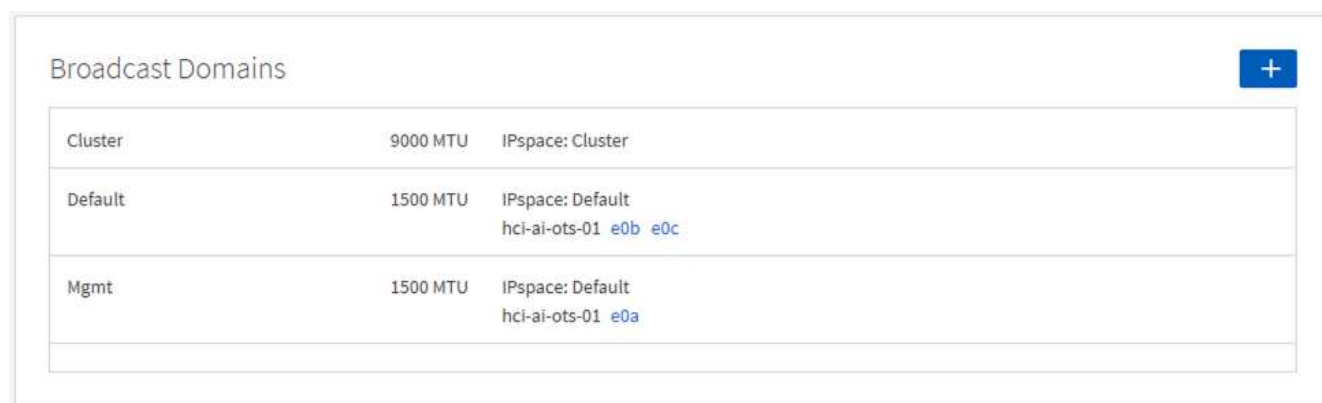 Broadcast Domains
+
Cluster 9000 MTU IPspace: Cluster
Default 1500 MTU IPspace: Default
hci-ai-ots-01 e0b e0c
Mgmt 1500 MTU IPspace: Default
hci-ai-ots-01 e0a